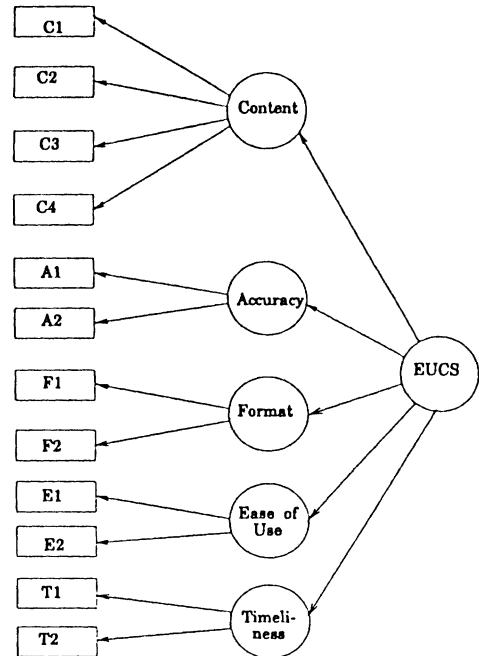 C1
C2
Content
C3
C4
A1
Accuracy
A2
EUCS
F1
Format
F2
E1
Ease of
Use
E2
T1
Timeli-
ness
T2